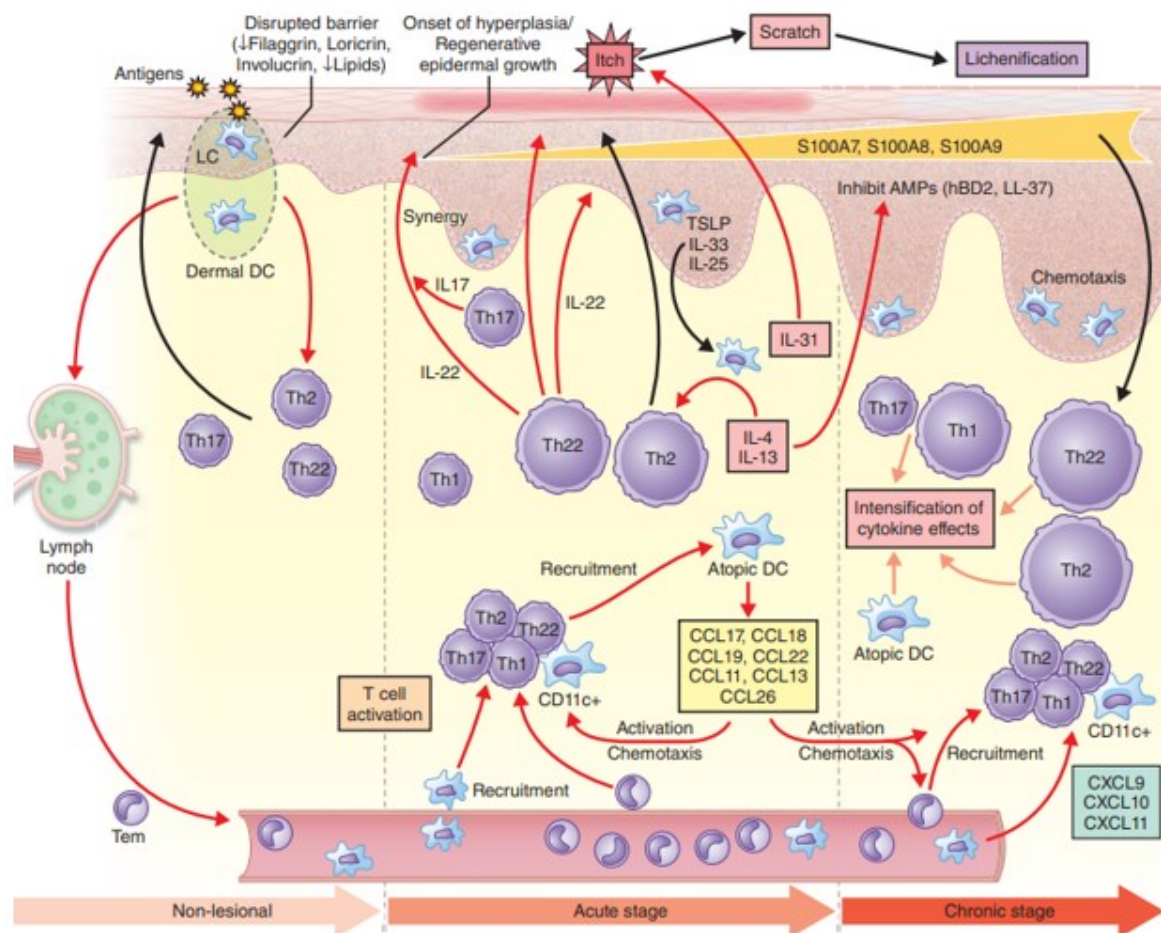 Disrupted barrier
(↓Filaggrin, Loricrin,
Involucrin, ↓Lipids)
Onset of hyperplasia/
Regenerative
epidermal growth
Itch
Scratch
Lichenification
Antigens
LC
Dermal DC
S100A7, S100A8, S100A9
Inhibit AMPs (hBD2, LL-37)
Synergy
TSLP
IL-33
IL-25
Chemotaxis
IL17
Th17
IL-22
IL-22
IL-31
Th2
Th17
Th22
Th1
Th22
Th2
IL-4
IL-13
Th17
Th1
Th22
Intensification of
cytokine effects
Th2
Atopic DC
Lymph
node
Recruitment
Atopic DC
Th2
Th22
Th17
Th1
CD11c+
CCL17, CCL18
CCL19, CCL22
CCL11, CCL13
CCL26
T cell
activation
Activation
Chemotaxis
Activation
Chemotaxis
Recruitment
Th2
Th22
Th17
Th1
CD11c+
Recruitment
CXCL9
CXCL10
CXCL11
Tem
Non-lesional
Acute stage
Chronic stage